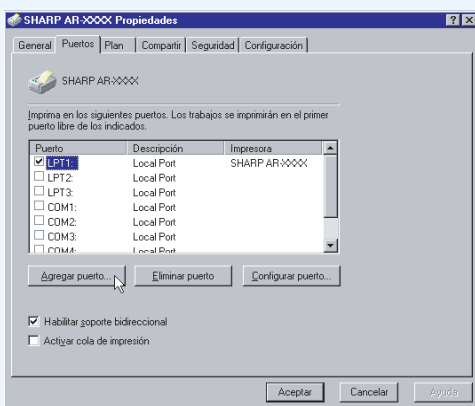 SHARP AR-XXXX Propiedades
General Puertos Plan Compartir Seguridad Configuración
SHARP AR-XXXX
Imprima en los siguientes puertos. Los trabajos se imprimirán en el primer
puerto libre de los indicados.
Puerto Descripción Impresora
LPT1: Local Port SHARP AR-XXXX
LPT2: Local Port
LPT3: Local Port
COM1: Local Port
COM2: Local Port
COM3: Local Port
COM4: Local Port
Agregar puerto... Eliminar puerto Configurar puerto...
Habilitar soporte bidireccional
Activar cola de impresión
Aceptar Cancelar Ayuda